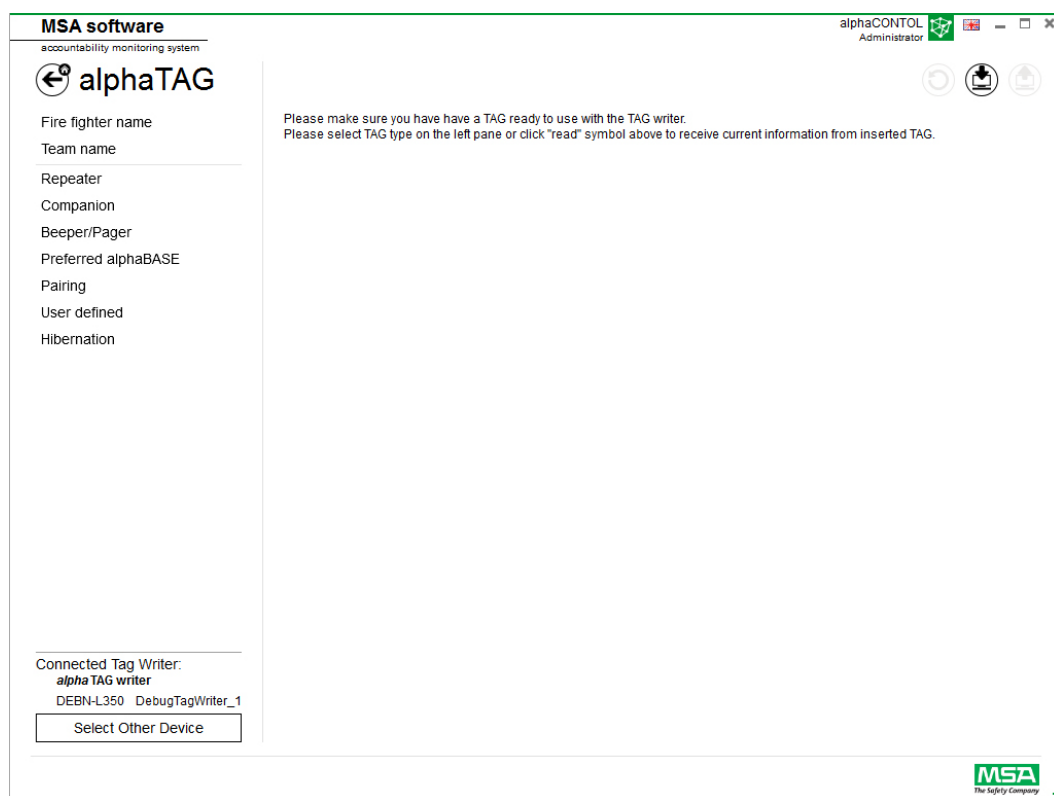 MSA software
alphaCONTOL
Administrator
accountability monitoring system
alphaTAG
Fire fighter name
Team name
Repeater
Companion
Beeper/Pager
Preferred alphaBASE
Pairing
User defined
Hibernation
Please make sure you have have a TAG ready to use with the TAG writer.
Please select TAG type on the left pane or click "read" symbol above to receive current information from inserted TAG.
Connected Tag Writer:
alpha TAG writer
DEBN-L350 DebugTagWriter_1
Select Other Device
MSA
The Safety Company